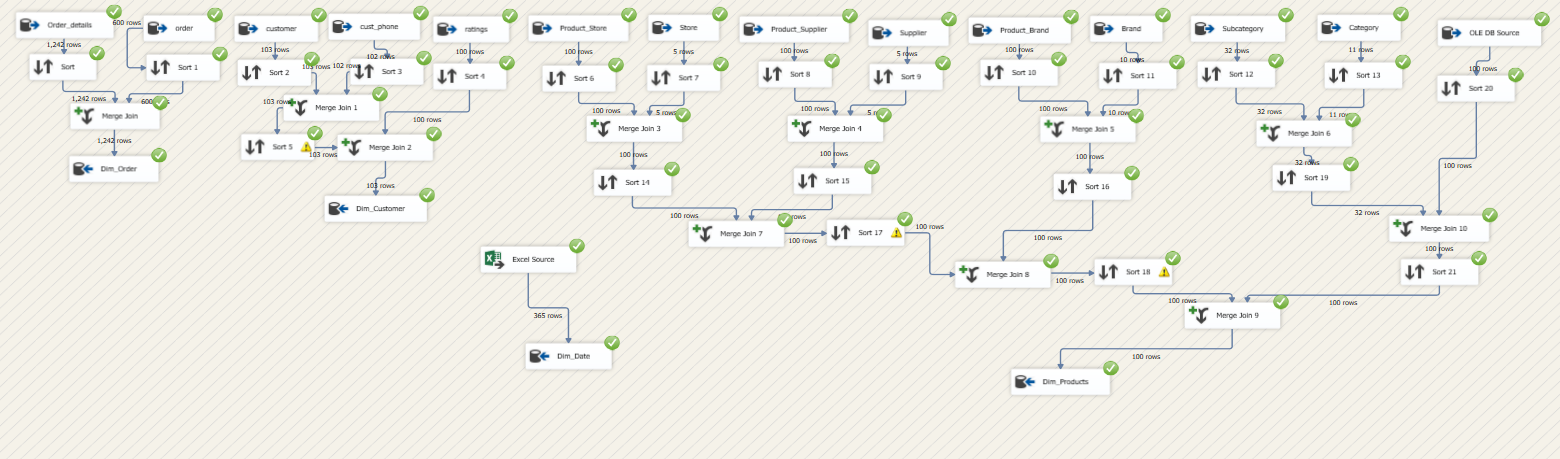 Order_details
600 rows
order
customer
cust_phone
ratings
Product_Store
Store
Product_Supplier
Supplier
Product_Brand
Brand
Subcategory
Category
OLE DB Source
1,242 rows
103 rows
102 rows
100 rows
100 rows
5 rows
100 rows
5 rows
100 rows
10 rows
32 rows
11 rows
100 rows
Sort
Sort 1
Sort 2
103 rows
102 rows
Sort 3
Sort 4
Sort 6
Sort 7
Sort 8
Sort 9
Sort 10
Sort 11
Sort 12
Sort 13
Sort 20
1,242 rows
600
103 rows
Merge Join 1
100 rows
5 rows
100 rows
5 r
100 rows
10 row
32 rows
11 ro
Merge Join
100 rows
Merge Join 3
Merge Join 4
Merge Join 5
Merge Join 6
1,242 rows
Sort 5
103 rows
Merge Join 2
100 rows
100 rows
100 rows
32 rows
100 rows
Dim_Order
103 rows
Sort 14
Sort 15
Sort 16
Sort 19
Dim_Customer
100 rows
rows
32 rows
Merge Join 7
100 rows
Sort 17
100 rows
100 rows
Merge Join 10
100 rows
Excel Source
Merge Join 8
100 rows
Sort 18
Sort 21
365 rows
100 rows
Merge Join 9
100 rows
Dim_Date
100 rows
Dim_Products